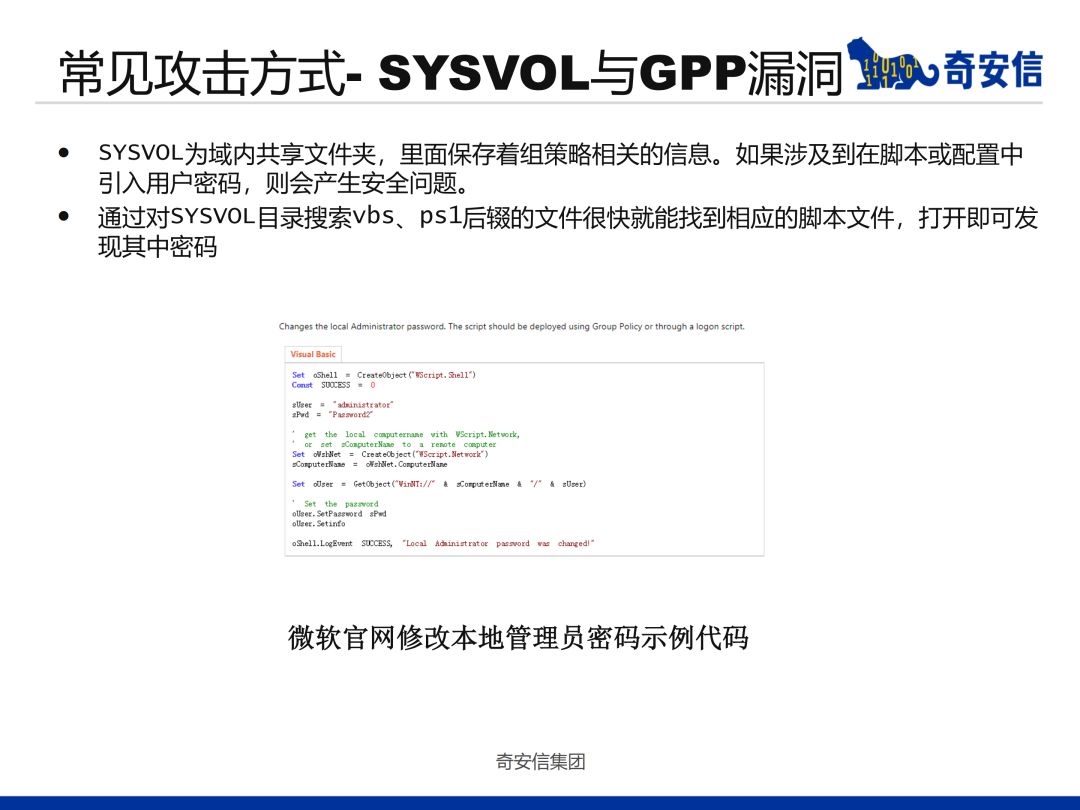 常见攻击方式- SYSVOL与GPP漏洞
奇安信
● SYSVOL为域内共享文件夹，里面保存着组策略相关的信息。如果涉及到在脚本或配置中
引入用户密码，则会产生安全问题。
● 通过对SYSVOL目录搜索vbs、ps1后辍的文件很快就能找到相应的脚本文件，打开即可发
现其中密码
Changes the local Administrator password. The script should be deployed using Group Policy or through a logon script.
Visual Basic
Set oShell = CreateObject("WScript.Shell")
Const SUCCESS = 0
sUser = "administrator"
sPwd = "Password2"
' get the local computername with WScript.Network,
' or set sComputerName to a remote computer
Set oWshNet = CreateObject("WScript.Network")
sComputerName = oWshNet.ComputerName
Set oUser = GetObject("WinNT://" & sComputerName & "/" & sUser)
' Set the password
oUser.SetPassword sPwd
oUser.Setinfo
oShell.LogEvent SUCCESS, "Local Administrator password was changed!"
微软官网修改本地管理员密码示例代码
奇安信集团